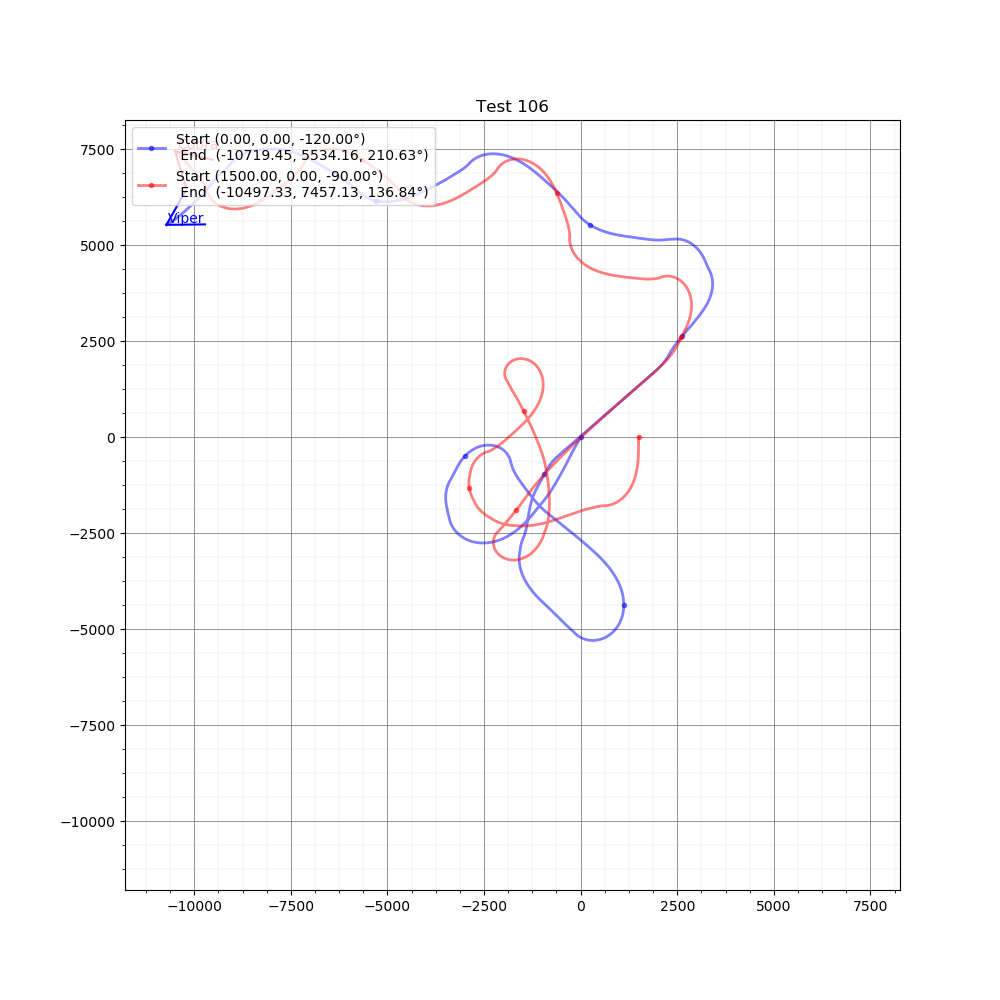 Test 106
Start (0.00, 0.00, -120.00°)
End (-10719.45, 5534.16, 210.63°)
Start (1500.00, 0.00, -90.00°)
End (-10497.33, 7457.13, 136.84°)
Viper
7500
5000
2500
0
−2500
−5000
−7500
−10000
−10000 −7500 −5000 −2500 0 2500 5000 7500